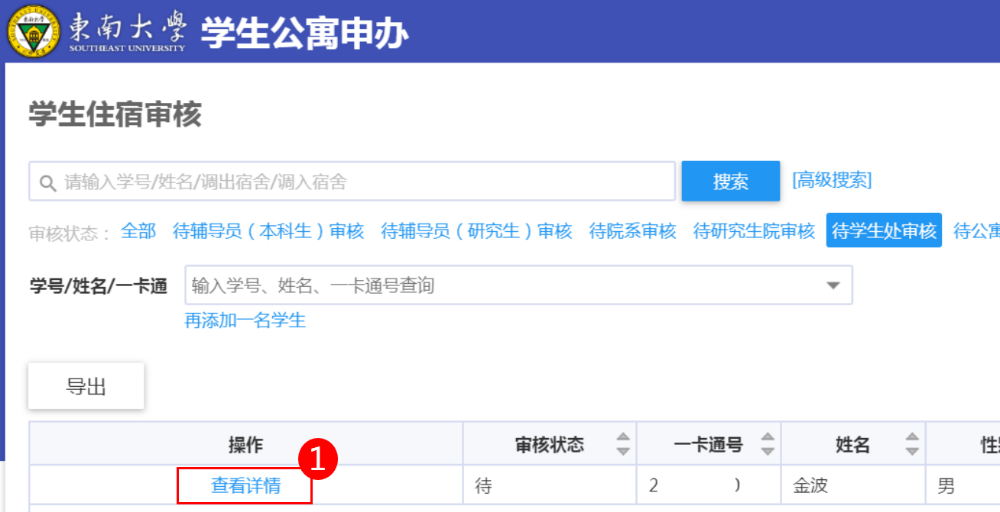 東南大學
SOUTHEAST UNIVERSITY
学生公寓申办
学生住宿审核
请输入学号/姓名/调出宿舍/调入宿舍
搜索
[高级搜索]
审核状态： 全部 待辅导员（本科生）审核 待辅导员（研究生）审核 待院系审核 待研究生院审核 待学生处审核 待公寓
学号/姓名/一卡通 输入学号、姓名、一卡通号查询
再添加一名学生
导出
操作 审核状态 一卡通号 姓名
1
查看详情 待 2 金波 男